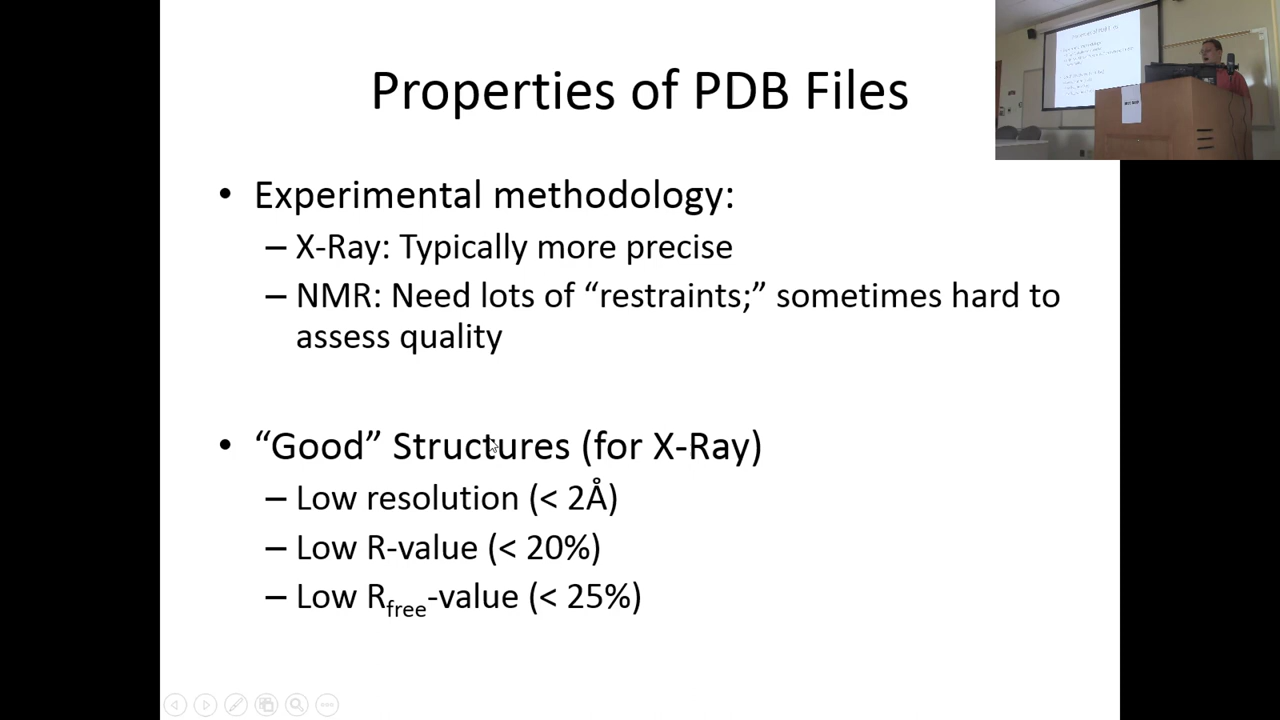 Properties of PDB Files
• Experimental methodology:
– X-Ray: Typically more precise
– NMR: Need lots of “restraints;” sometimes hard to
assess quality
• “Good” Structures (for X-Ray)
– Low resolution (< 2Å)
– Low R-value (< 20%)
– Low Rfree-value (< 25%)